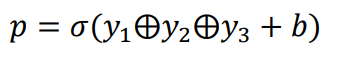 p = σ(y₁⊕y₂⊕y₃ + b)